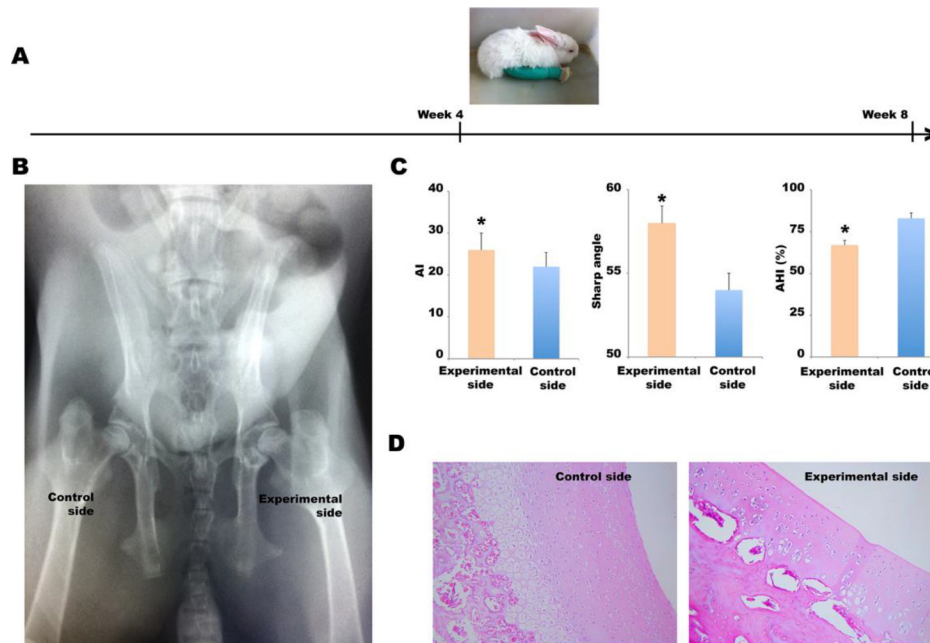 A
Week 4
Week 8
B
Control
side
Experimental
side
C
40
30
20
10
0
AI
*
Experimental
side
Control
side
60
55
50
Sharp angle
*
Experimental
side
Control
side
100
75
50
25
0
AHI (%)
*
Experimental
side
Control
side
D
Control side
Experimental side